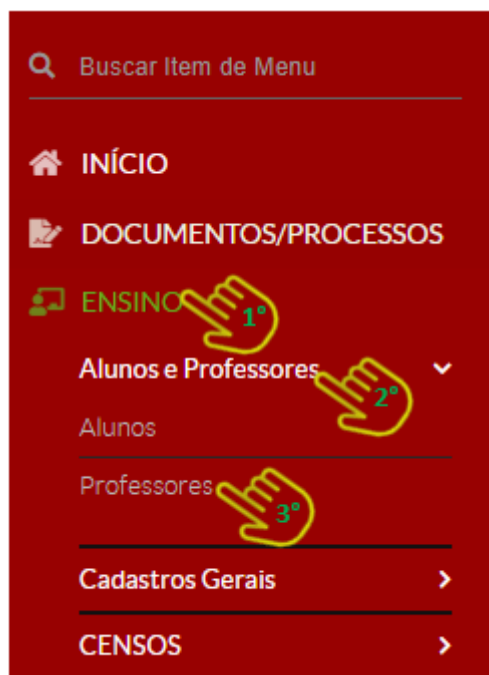 Buscar Item de Menu
INÍCIO
DOCUMENTOS/PROCESSOS
ENSINO
1°
Alunos e Professores
2°
Alunos
Professores
3°
Cadastros Gerais
CENSOS